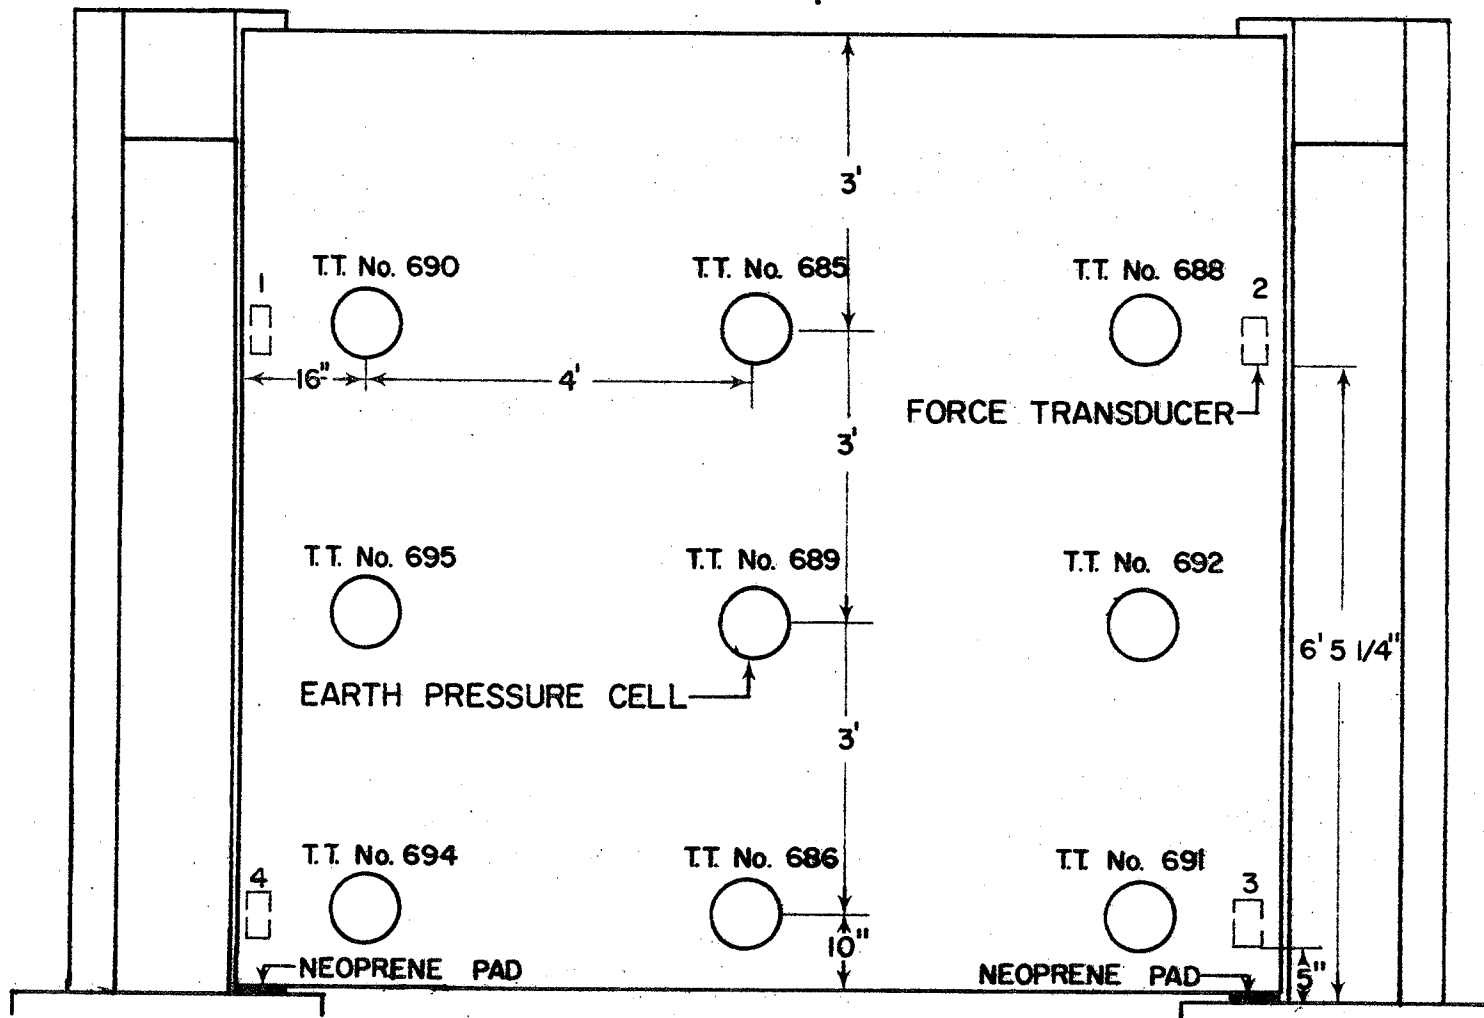 3'
T.T. No. 690
T.T. No. 685
T.T. No. 688
1
2
16"
4'
FORCE TRANSDUCER
3'
T.T. No. 695
T.T. No. 689
T.T. No. 692
6' 5 1/4"
EARTH PRESSURE CELL
3'
T.T. No. 694
T.T. No. 686
T.T. No. 691
4
3
10"
NEOPRENE PAD
NEOPRENE PAD
5"